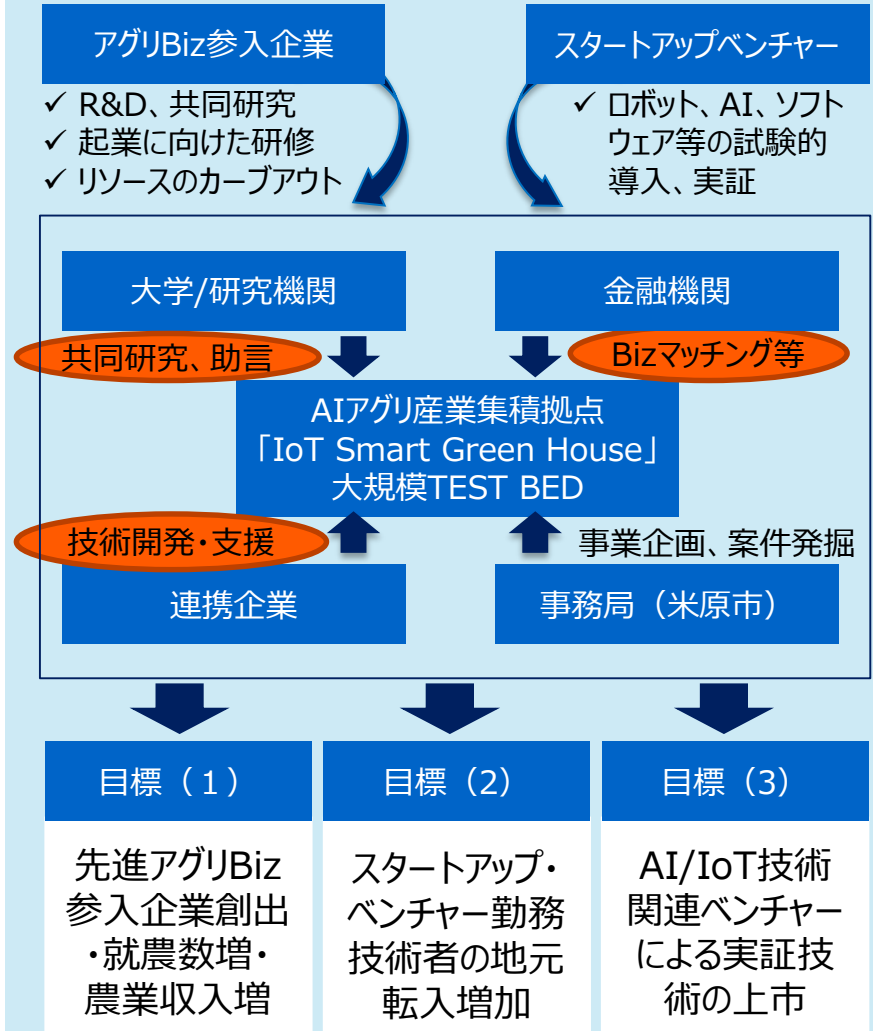 アグリBiz参入企業
スタートアップベンチャー
✓ R&D、共同研究
✓ 起業に向けた研修
✓ リソースのカーブアウト
✓ ロボット、AI、ソフト
ウェア等の試験的
導入、実証
大学/研究機関
金融機関
共同研究、助言
Bizマッチング等
AIアグリ産業集積拠点
「IoT Smart Green House」
大規模TEST BED
技術開発・支援
事業企画、案件発掘
連携企業
事務局（米原市）
目標（１）
先進アグリBiz
参入企業創出
・就農数増・
農業収入増
目標（2）
スタートアップ・
ベンチャー勤務
技術者の地元
転入増加
目標（3）
AI/IoT技術
関連ベンチャー
による実証技
術の上市